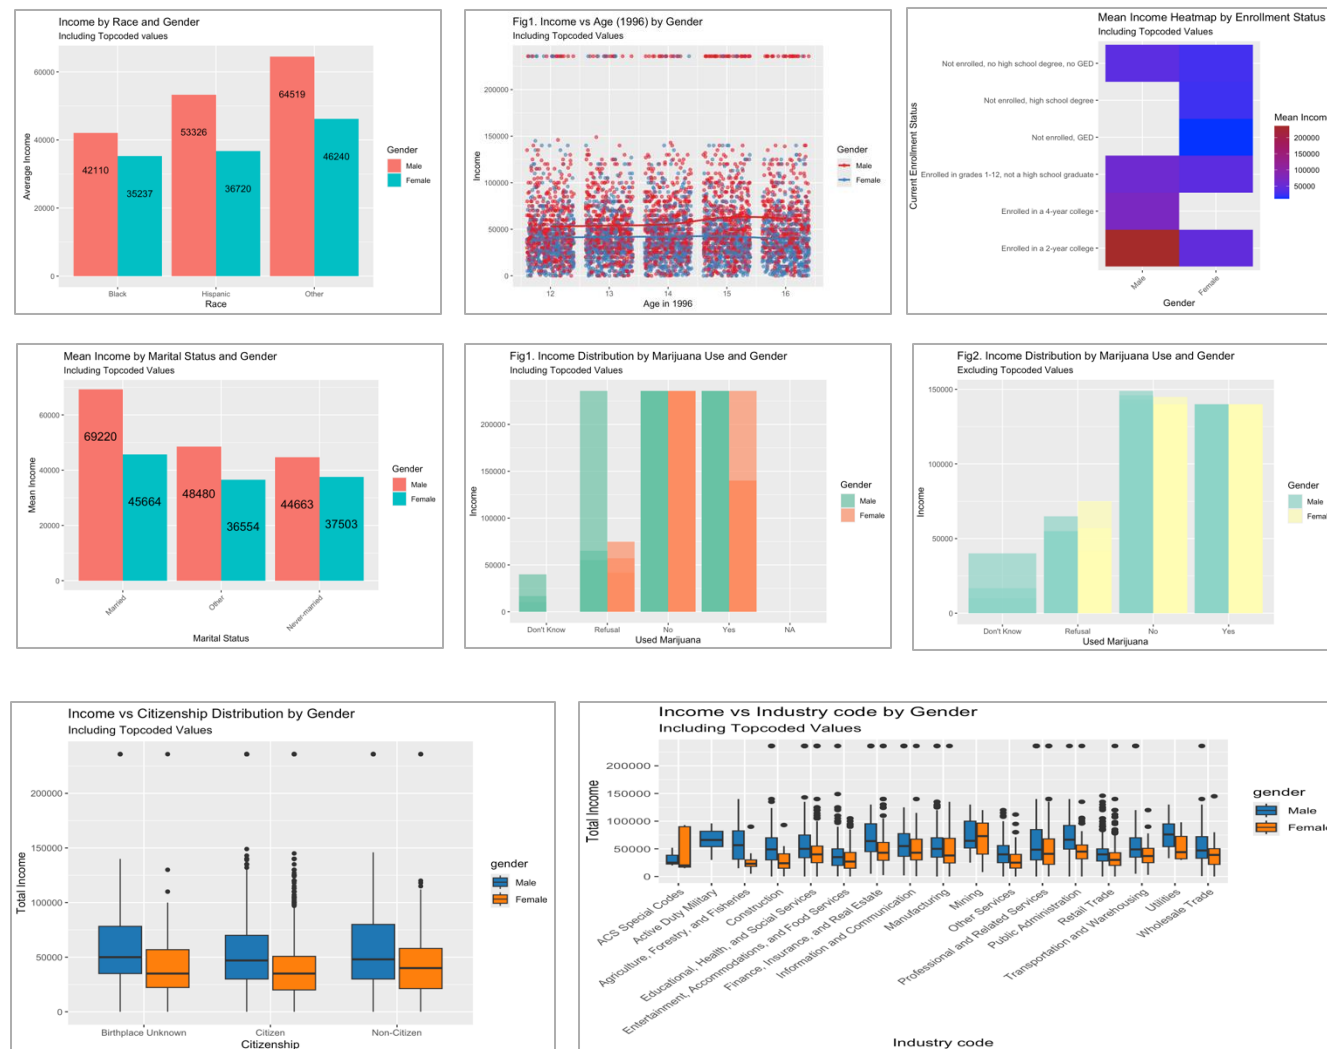 Income by Race and Gender
Including Topcoded values
Average Income
60000
40000
20000
0
42110
35237
53326
36720
64519
46240
Black
Hispanic
Other
Race
Gender
Male
Female
Fig1. Income vs Age (1996) by Gender
Including Topcoded Values
Income
200000
150000
100000
50000
0
12
13
14
15
16
Age in 1996
Gender
Male
Female
Mean Income Heatmap by Enrollment Status
Including Topcoded Values
Current Enrollment Status
Not enrolled, no high school degree, no GED
Not enrolled, high school degree
Not enrolled, GED
Enrolled in grades 1-12, not a high school graduate
Enrolled in a 4-year college
Enrolled in a 2-year college
Male
Female
Gender
Mean Incom
200000
150000
100000
50000
Mean Income by Marital Status and Gender
Including Topcoded Values
Mean Income
60000
40000
20000
0
69220
45664
48480
36554
44663
37503
Married
Other
Never-married
Marital Status
Gender
Male
Female
Fig1. Income Distribution by Marijuana Use and Gender
Including Topcoded Values
Income
200000
150000
100000
50000
0
Don't Know
Refusal
No
Yes
NA
Used Marijuana
Gender
Male
Female
Fig2. Income Distribution by Marijuana Use and Gender
Excluding Topcoded Values
Income
150000
100000
50000
0
Don't Know
Refusal
No
Yes
Used Marijuana
Gender
Male
Female
Income vs Citizenship Distribution by Gender
Including Topcoded Values
Total Income
200000
150000
100000
50000
0
Birthplace Unknown
Citizen
Non-Citizen
Citizenship
gender
Male
Female
Income vs Industry code by Gender
Including Topcoded Values
Total Income
200000
150000
100000
50000
0
ACS Special Codes
Active Duty Military
Agriculture, Forestry, and Fisheries
Construction
Educational, Health, and Social Services
Entertainment, Accommodations, and Food Services
Finance, Insurance, and Real Estate
Information and Communication
Manufacturing
Mining
Other Services
Professional and Related Services
Public Administration
Retail Trade
Transportation and Warehousing
Utilities
Wholesale Trade
Industry code
gender
Male
Female